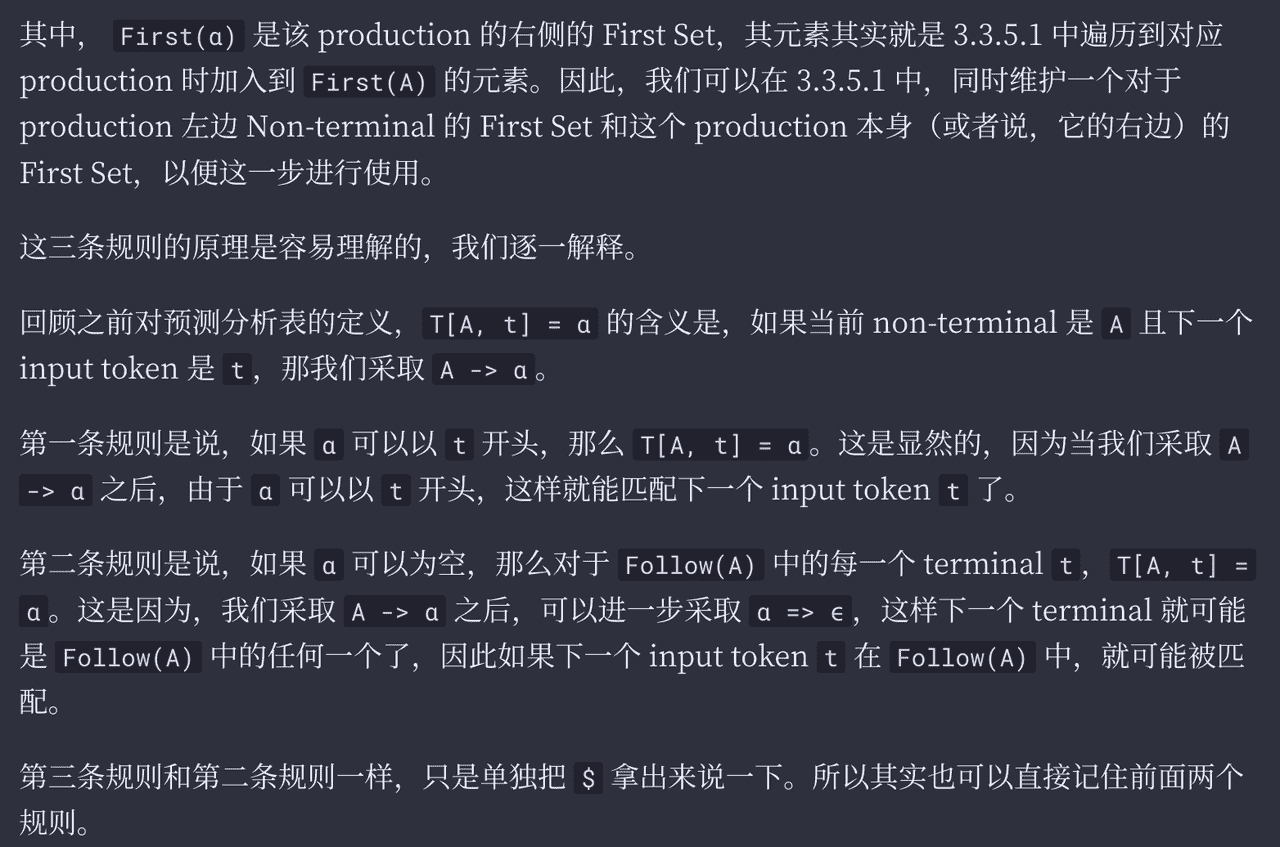 其中， First(α) 是该 production 的右侧的 First Set，其元素其实就是 3.3.5.1 中遍历到对应
production 时加入到 First(A) 的元素。因此，我们可以在 3.3.5.1 中，同时维护一个对于
production 左边 Non-terminal 的 First Set 和这个 production 本身（或者说，它的右边）的
First Set，以便这一步进行使用。
这三条规则的原理是容易理解的，我们逐一解释。
回顾之前对预测分析表的定义， T[A, t] = α 的含义是，如果当前 non-terminal 是 A 且下一个
input token 是 t ，那我们采取 A -> α 。
第一条规则是说，如果 α 可以以 t 开头，那么 T[A, t] = α 。这是显然的，因为当我们采取 A
-> α 之后，由于 α 可以以 t 开头，这样就能匹配下一个 input token t 了。
第二条规则是说，如果 α 可以为空，那么对于 Follow(A) 中的每一个 terminal t ， T[A, t] =
α 。这是因为，我们采取 A -> α 之后，可以进一步采取 α => ϵ ，这样下一个 terminal 就可能
是 Follow(A) 中的任何一个了，因此如果下一个 input token t 在 Follow(A) 中，就可能被匹
配。
第三条规则和第二条规则一样，只是单独把 $ 拿出来说一下。所以其实也可以直接记住前面两个
规则。